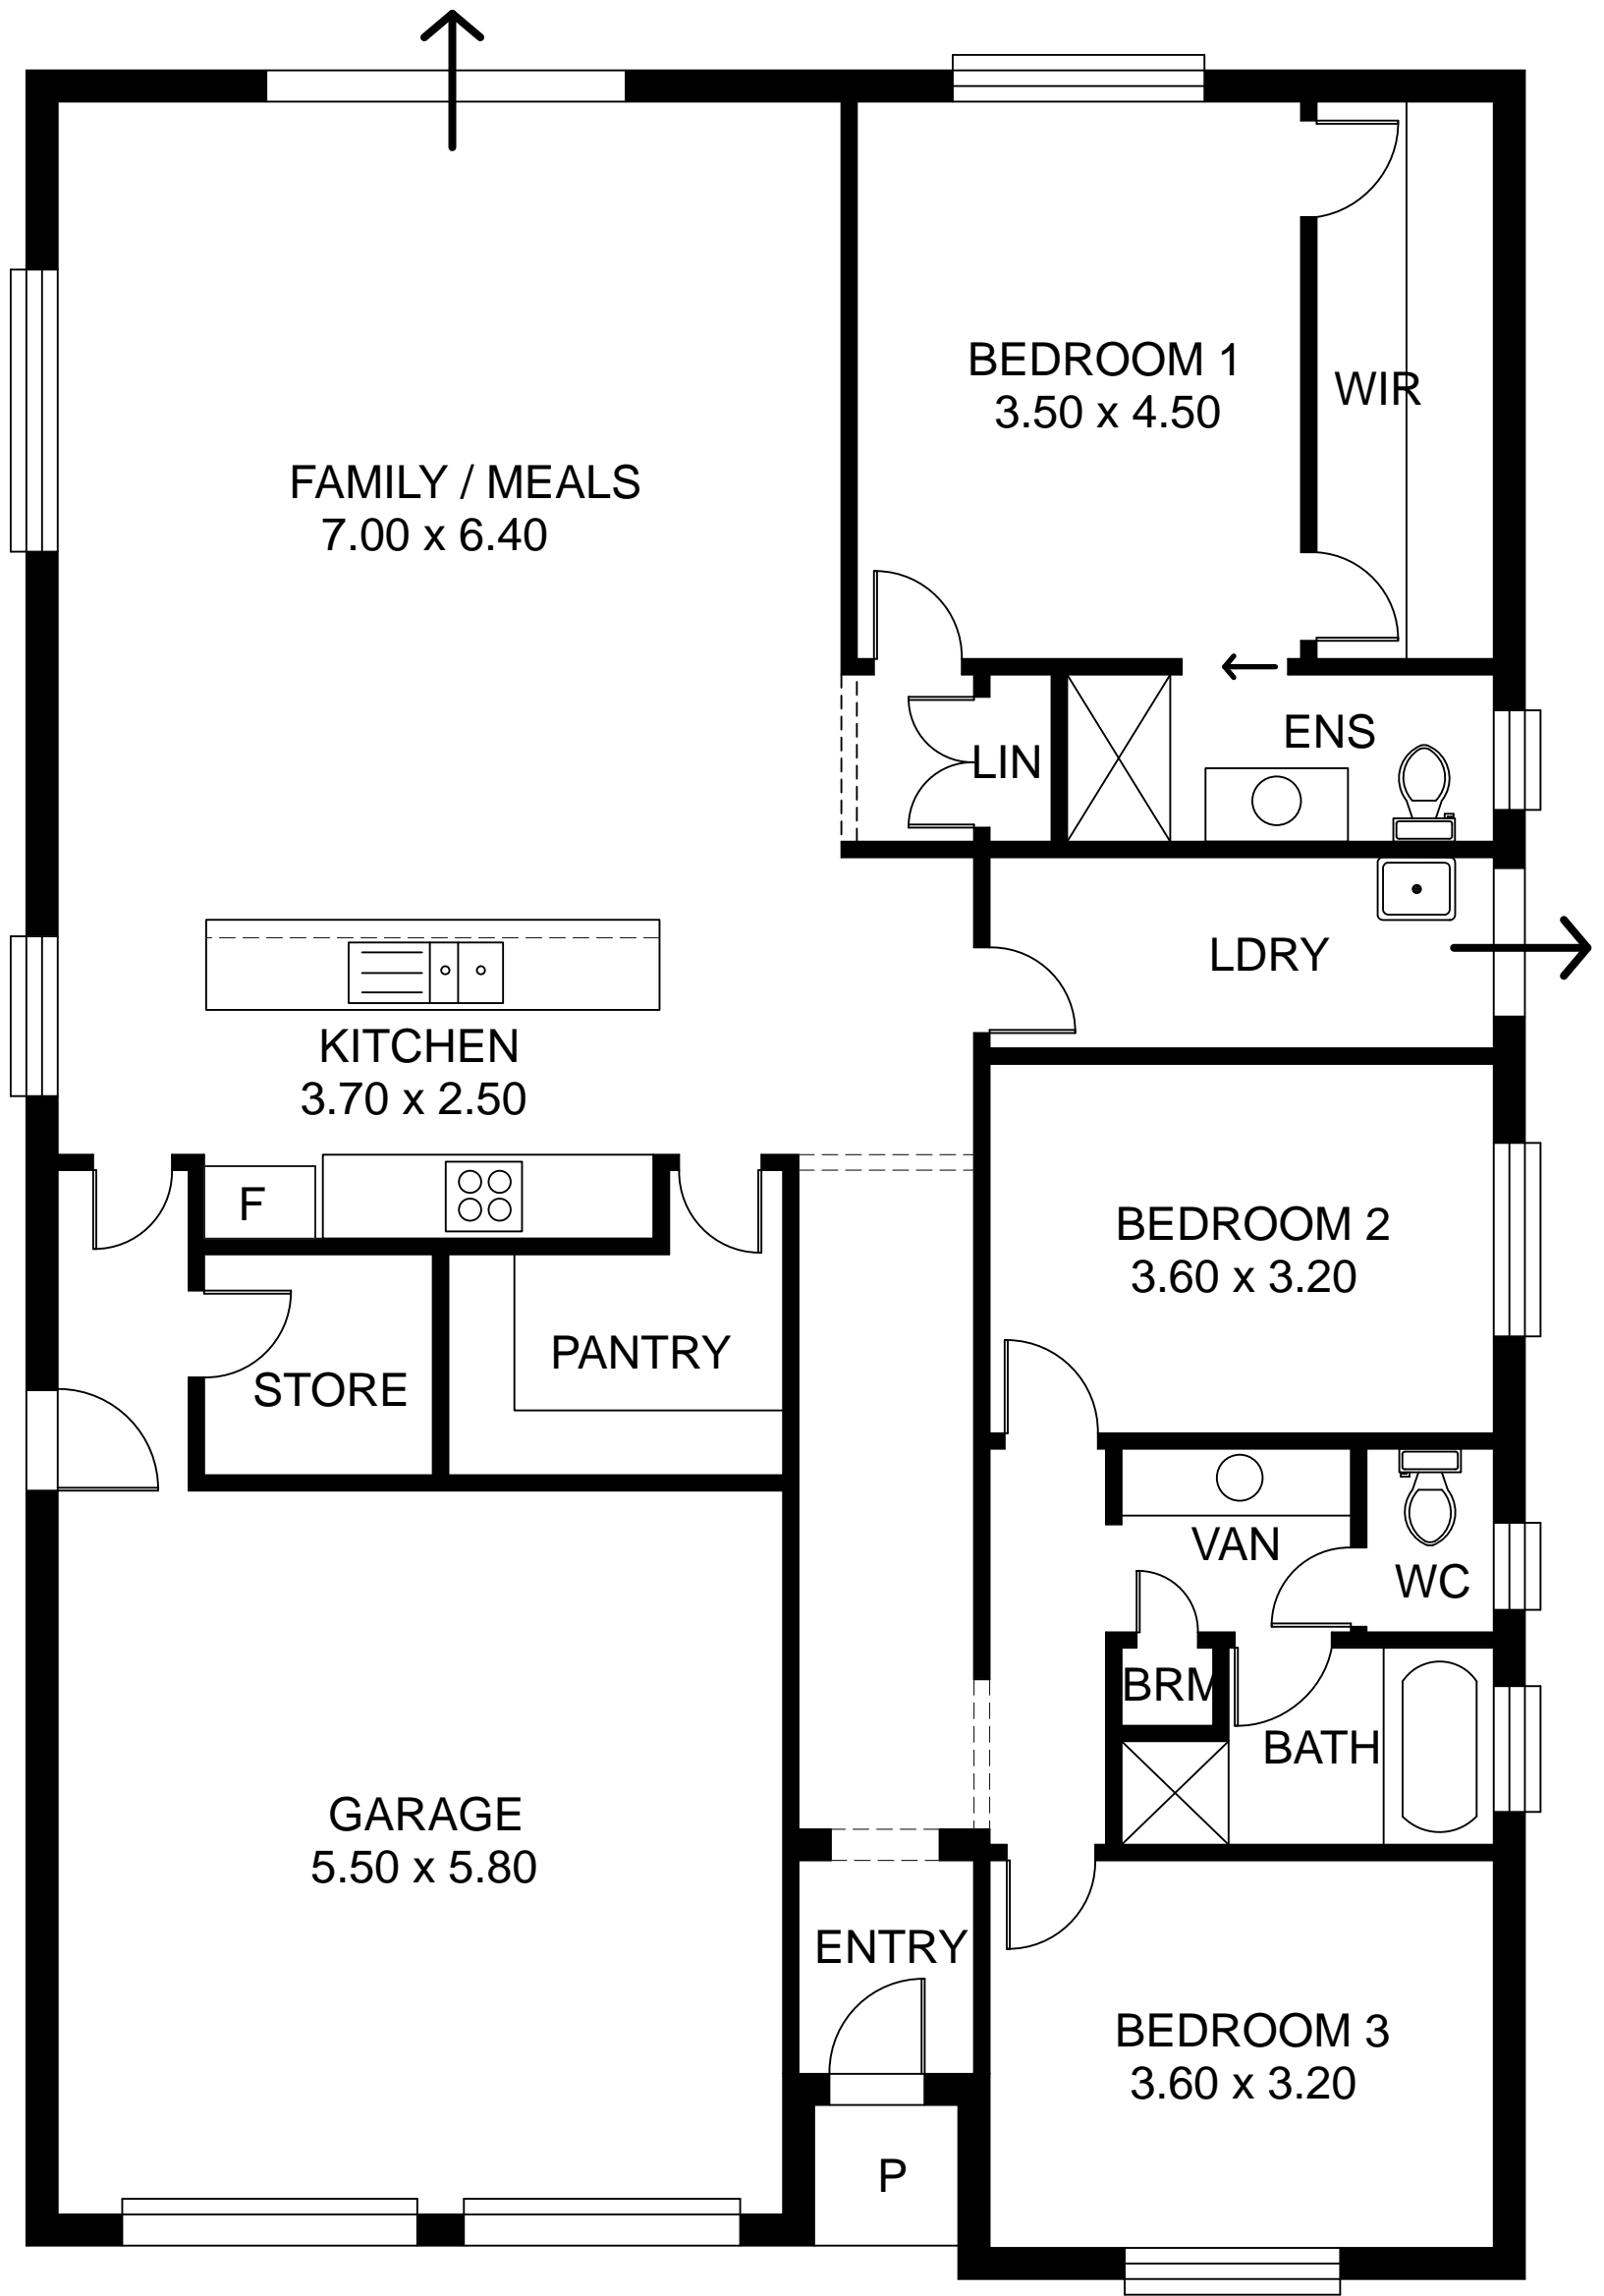 BEDROOM 1
3.50 x 4.50
WIR
FAMILY / MEALS
7.00 x 6.40
ENS
LIN
LDRY
KITCHEN
3.70 x 2.50
F
BEDROOM 2
3.60 x 3.20
PANTRY
STORE
VAN
WC
BRM
BATH
GARAGE
5.50 x 5.80
ENTRY
BEDROOM 3
3.60 x 3.20
P